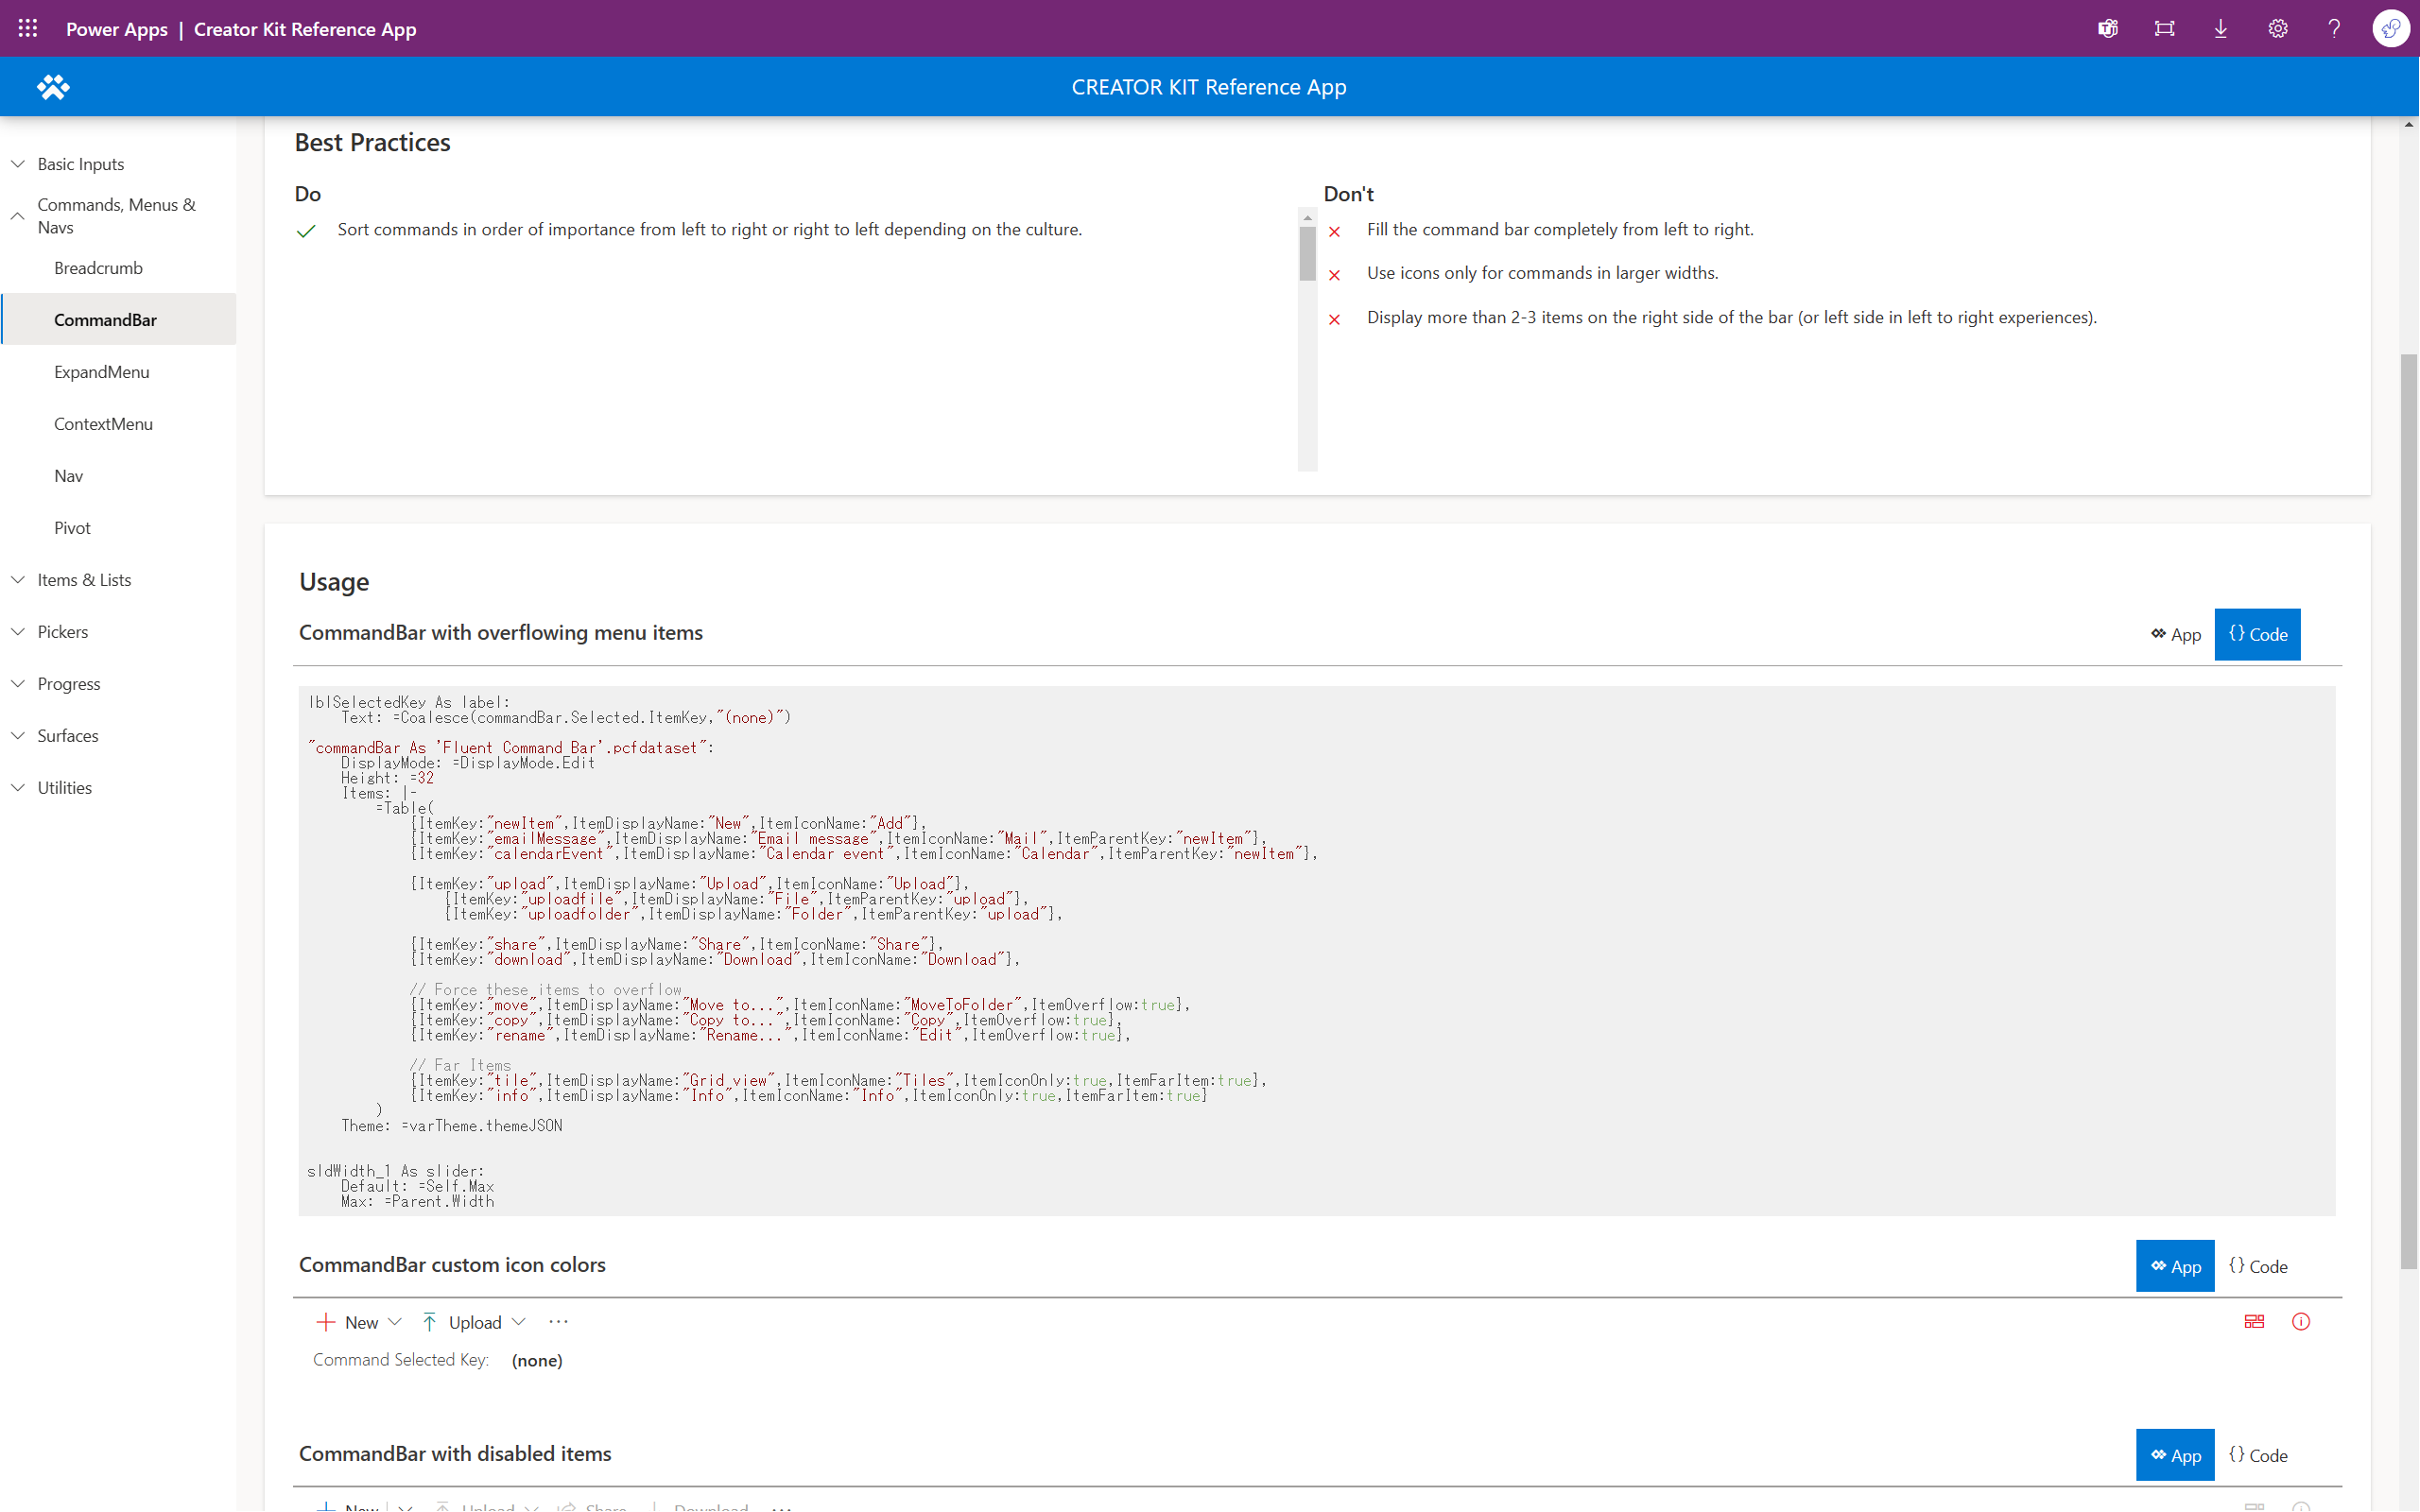 Power Apps | Creator Kit Reference App
CREATOR KIT Reference App
Basic Inputs
Commands, Menus &
Navs
Breadcrumb
CommandBar
ExpandMenu
ContextMenu
Nav
Pivot
Items & Lists
Pickers
Progress
Surfaces
Utilities
Best Practices
Do
Sort commands in order of importance from left to right or right to left depending on the culture.
Don't
Fill the command bar completely from left to right.
Use icons only for commands in larger widths.
Display more than 2-3 items on the right side of the bar (or left side in left to right experiences).
Usage
CommandBar with overflowing menu items
App
{} Code
lblSelectedKey As label:
    Text: =Coalesce(commandBar.Selected.ItemKey,"(none)")
"commandBar As 'Fluent Command Bar'.pcfdataset":
    DisplayMode: =DisplayMode.Edit
    Height: =32
    Items: |-
        =Table(
            {ItemKey:"newItem",ItemDisplayName:"New",ItemIconName:"Add"},
            {ItemKey:"emailMessage",ItemDisplayName:"Email message",ItemIconName:"Mail",ItemParentKey:"newItem"},
            {ItemKey:"calendarEvent",ItemDisplayName:"Calendar event",ItemIconName:"Calendar",ItemParentKey:"newItem"},
            {ItemKey:"upload",ItemDisplayName:"Upload",ItemIconName:"Upload"},
                {ItemKey:"uploadfile",ItemDisplayName:"File",ItemParentKey:"upload"},
                {ItemKey:"uploadfolder",ItemDisplayName:"Folder",ItemParentKey:"upload"},
            {ItemKey:"share",ItemDisplayName:"Share",ItemIconName:"Share"},
            {ItemKey:"download",ItemDisplayName:"Download",ItemIconName:"Download"},
            // Force these items to overflow
            {ItemKey:"move",ItemDisplayName:"Move to...",ItemIconName:"MoveToFolder",ItemOverflow:true},
            {ItemKey:"copy",ItemDisplayName:"Copy to...",ItemIconName:"Copy",ItemOverflow:true},
            {ItemKey:"rename",ItemDisplayName:"Rename...",ItemIconName:"Edit",ItemOverflow:true},
            // Far Items
            {ItemKey:"tile",ItemDisplayName:"Grid view",ItemIconName:"Tiles",ItemIconOnly:true,ItemFarItem:true},
            {ItemKey:"info",ItemDisplayName:"Info",ItemIconName:"Info",ItemIconOnly:true,ItemFarItem:true}
        )
    Theme: =varTheme.themeJSON
sldWidth_1 As slider:
    Default: =Self.Max
    Max: =Parent.Width
CommandBar custom icon colors
App
{} Code
New
Upload
...
Command Selected Key: (none)
CommandBar with disabled items
App
{} Code
New
Upload
Share
Download